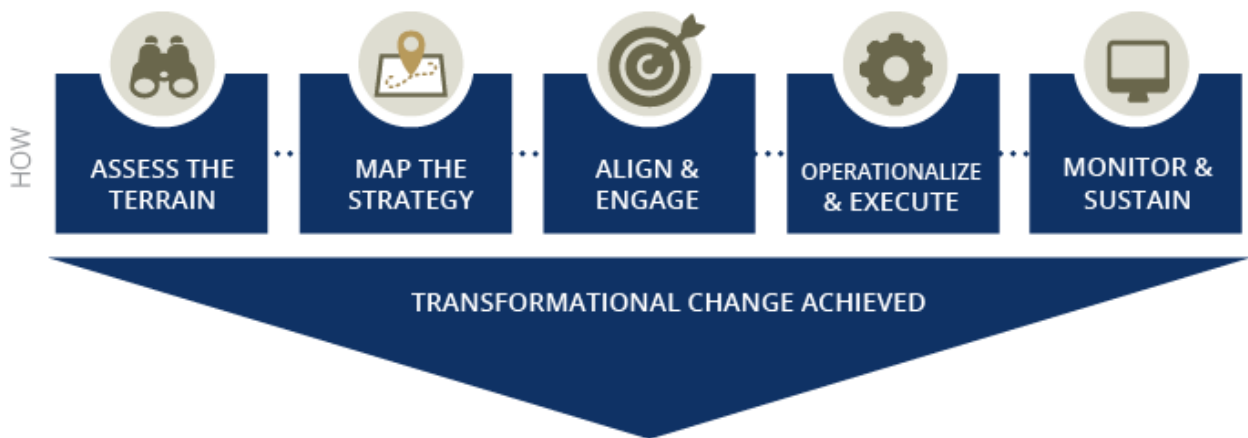 HOW
ASSESS THE
TERRAIN
MAP THE
STRATEGY
ALIGN &
ENGAGE
OPERATIONALIZE
& EXECUTE
MONITOR &
SUSTAIN
TRANSFORMATIONAL CHANGE ACHIEVED